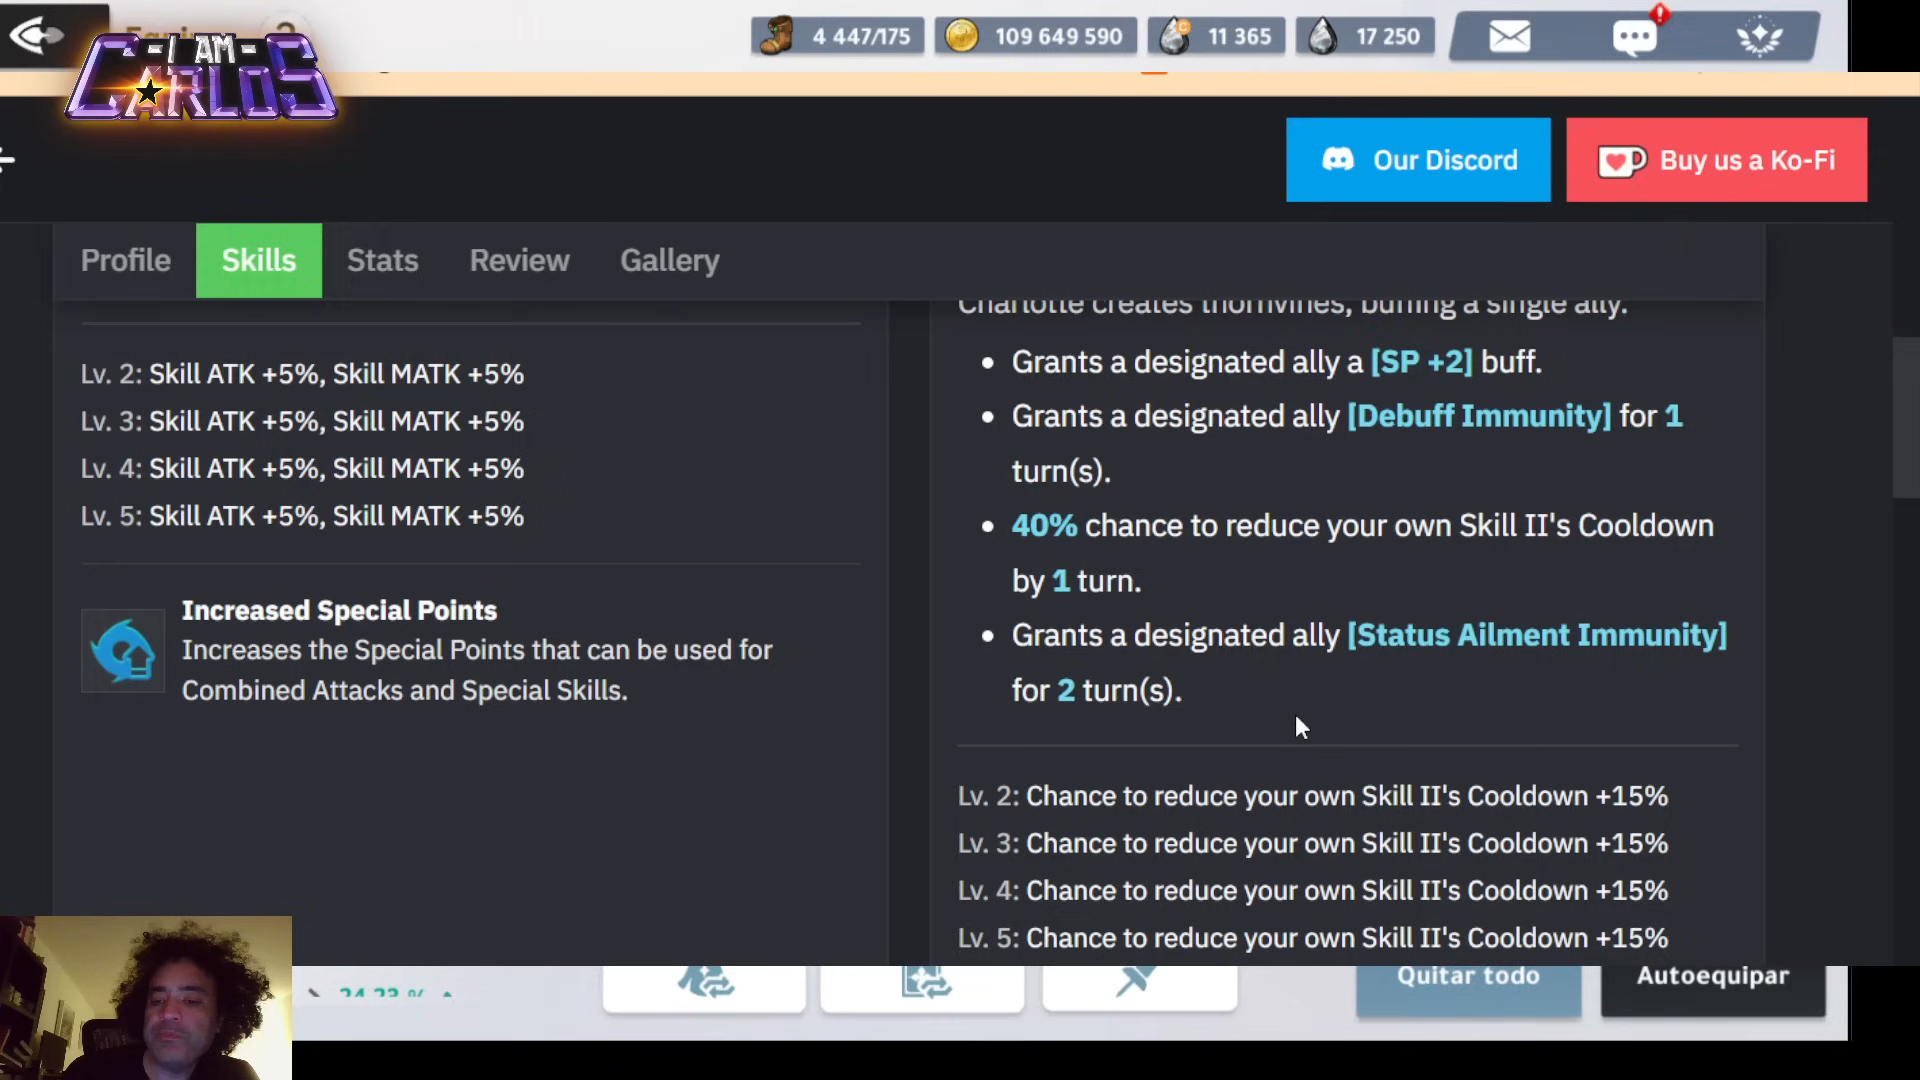 4 447/175
109 649 590
11 365
17 250
- I AM -
CARLOS
Our Discord
Buy us a Ko-Fi
Profile
Skills
Stats
Review
Gallery
Lv. 2: Skill ATK +5%, Skill MATK +5%
Lv. 3: Skill ATK +5%, Skill MATK +5%
Lv. 4: Skill ATK +5%, Skill MATK +5%
Lv. 5: Skill ATK +5%, Skill MATK +5%
Increased Special Points
Increases the Special Points that can be used for
Combined Attacks and Special Skills.
Charlotte creates thornvines, buffing a single ally.
• Grants a designated ally a [SP +2] buff.
• Grants a designated ally [Debuff Immunity] for 1
turn(s).
• 40% chance to reduce your own Skill II's Cooldown
by 1 turn.
• Grants a designated ally [Status Ailment Immunity]
for 2 turn(s).
Lv. 2: Chance to reduce your own Skill II's Cooldown +15%
Lv. 3: Chance to reduce your own Skill II's Cooldown +15%
Lv. 4: Chance to reduce your own Skill II's Cooldown +15%
Lv. 5: Chance to reduce your own Skill II's Cooldown +15%
24.23 %
Quitar todo
Autoequipar